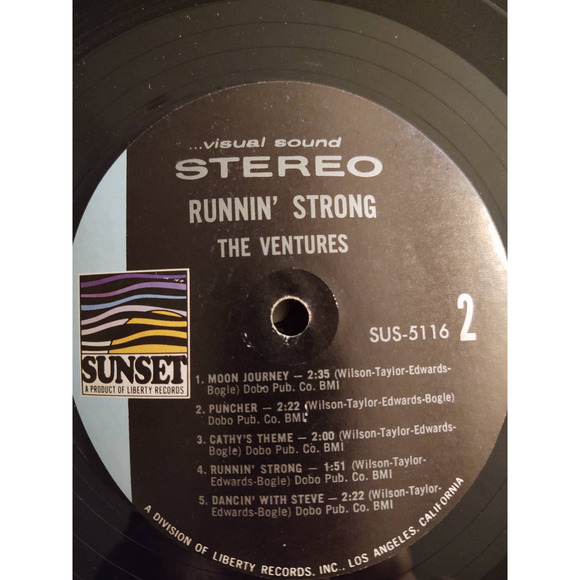 ...visual sound
STEREO
RUNNIN' STRONG
THE VENTURES
SUS-5116 2
SUNSET
A PRODUCT OF LIBERTY RECORDS
1. MOON JOURNEY — 2:35 (Wilson-Taylor-Edwards-
Bogle) Dobo Pub. Co. BMI
2. PUNCHER — 2:22 (Wilson-Taylor-Edwards-Bogle)
Dobo Pub. Co. BMI
3. CATHY'S THEME — 2:00 (Wilson-Taylor-Edwards-
Bogle) Dobo Pub. Co. BMI
4. RUNNIN' STRONG — 1:51 (Wilson-Taylor-
Edwards-Bogle) Dobo Pub. Co. BMI
5. DANCIN' WITH STEVE — 2:22 (Wilson-Taylor-
Edwards-Bogle) Dobo Pub. Co. BMI
A DIVISION OF LIBERTY RECORDS, INC., LOS ANGELES, CALIFORNIA